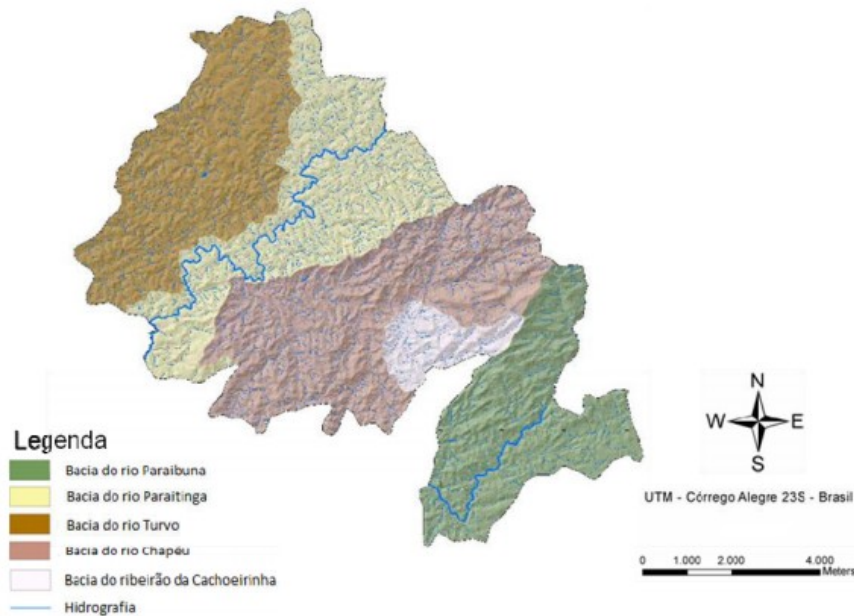 N
W E
S
UTM - Córrego Alegre 23S - Brasil
0 1.000 2.000 4.000
Meters
Legenda
Bacia do rio Paraibuna
Bacia do rio Paraitinga
Bacia do rio Turvo
Bacia do rio Chapéu
Bacia do ribeirão da Cachoeirinha
Hidrografia